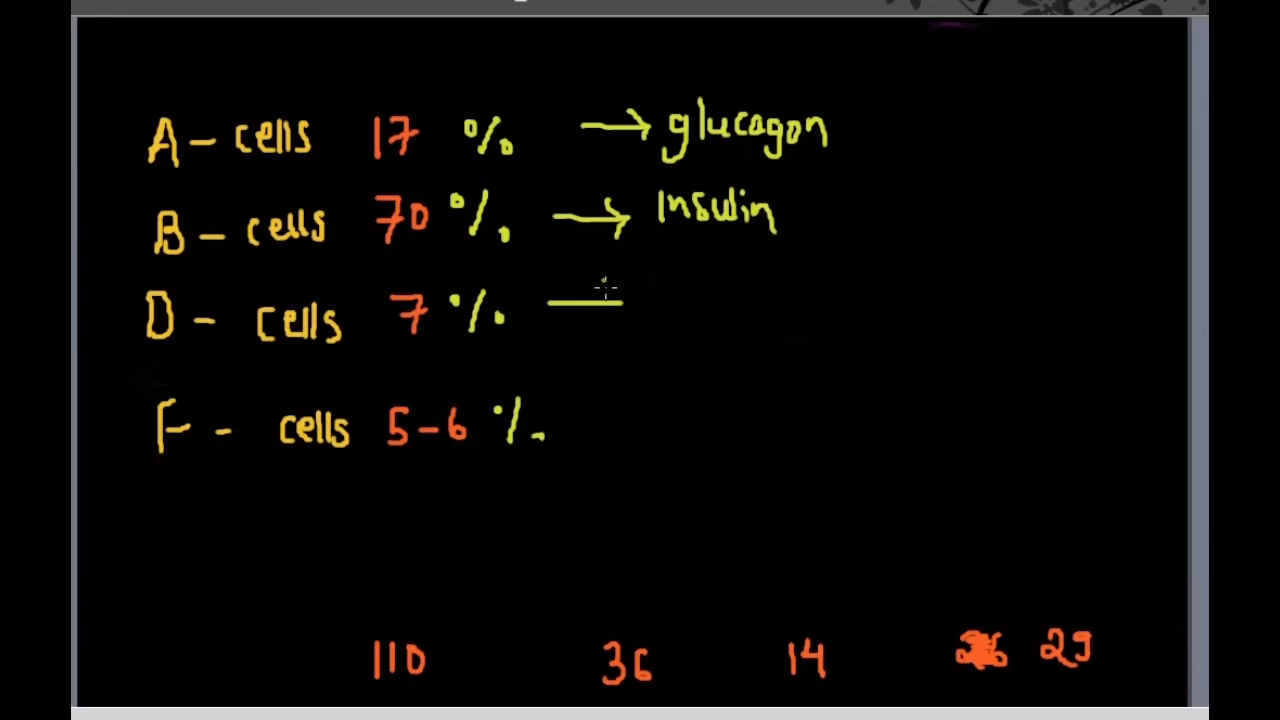 A - cells 17 % → glucagon
B - cells 70 % → Insulin
D - cells 7 %
F - cells 5-6 %
110 36 14 29